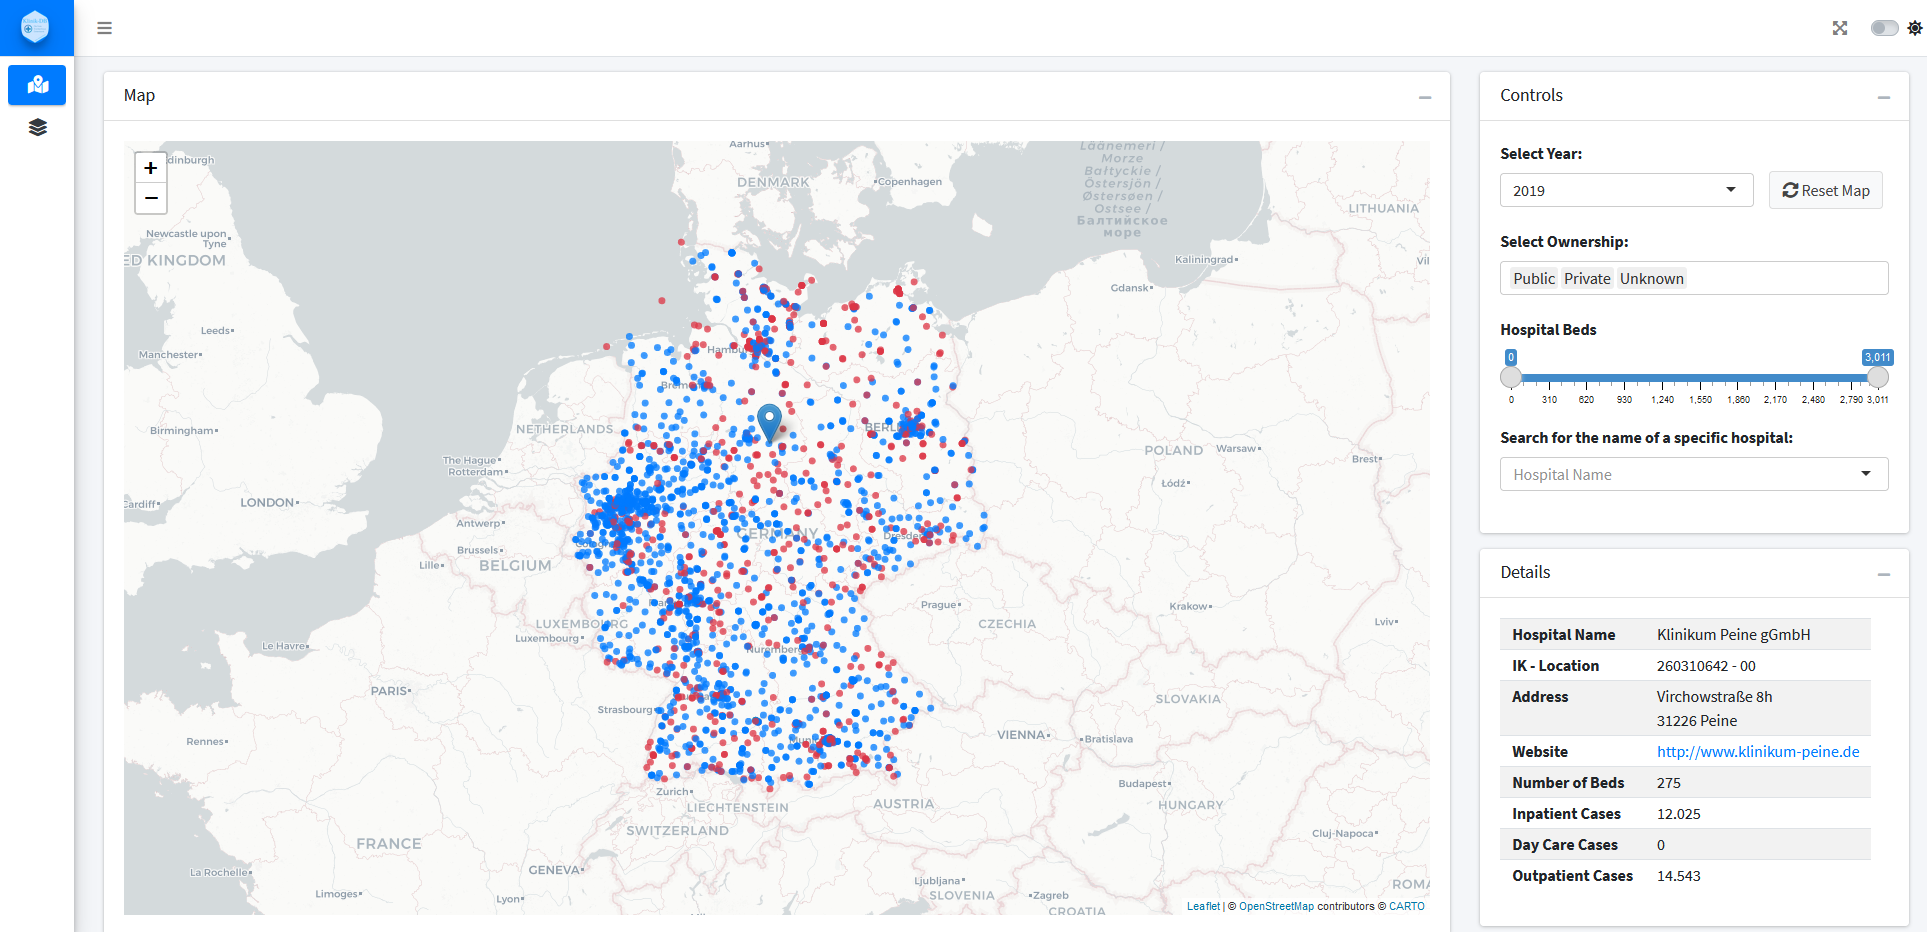 Map
+
−
dinburgh
Aarhus
DENMARK
Copenhagen
Läänemeri /
Morze
Bałtyckie /
Östersjön /
Østersøen /
Ostsee /
Балтийское
море
LITHUANIA
Newcastle upon
Tyne
ED KINGDOM
Kaliningrad
Vil
Gdansk
Leeds
Manchester
Hamburg
Birmingham
NETHERLANDS
BERL
The Hague
Rotterdam
POLAND
Warsaw
Brest
Łódź
Cardiff
LONDON
Antwerp
GERMANY
Dresden
Brussels
Lille
BELGIUM
Prague
Krakow
LUXEMBOURG
Luxembourg
CZECHIA
Lviv
Le Havre
Nuremberg
PARIS
SLOVAKIA
Strasbourg
Rennes
VIENNA
Bratislava
Zurich
Budapest
LIECHTENSTEIN
AUSTRIA
HUNGARY
SWITZERLAND
Cluj-Napoca
FRANCE
GENEVA
La Rochelle
Limoges
Lyon
Ljubljana
SLOVENIA
Zagreb
CROATIA
ROMA
Leaflet | © OpenStreetMap contributors © CARTO
Controls
Select Year:
2019
Reset Map
Select Ownership:
Public Private Unknown
Hospital Beds
0 3,011
0 310 620 930 1,240 1,550 1,860 2,170 2,480 2,790 3,011
Search for the name of a specific hospital:
Hospital Name
Details
Hospital Name Klinikum Peine gGmbH
IK - Location 260310642 - 00
Address Virchowstraße 8h
31226 Peine
Website http://www.klinikum-peine.de
Number of Beds 275
Inpatient Cases 12.025
Day Care Cases 0
Outpatient Cases 14.543